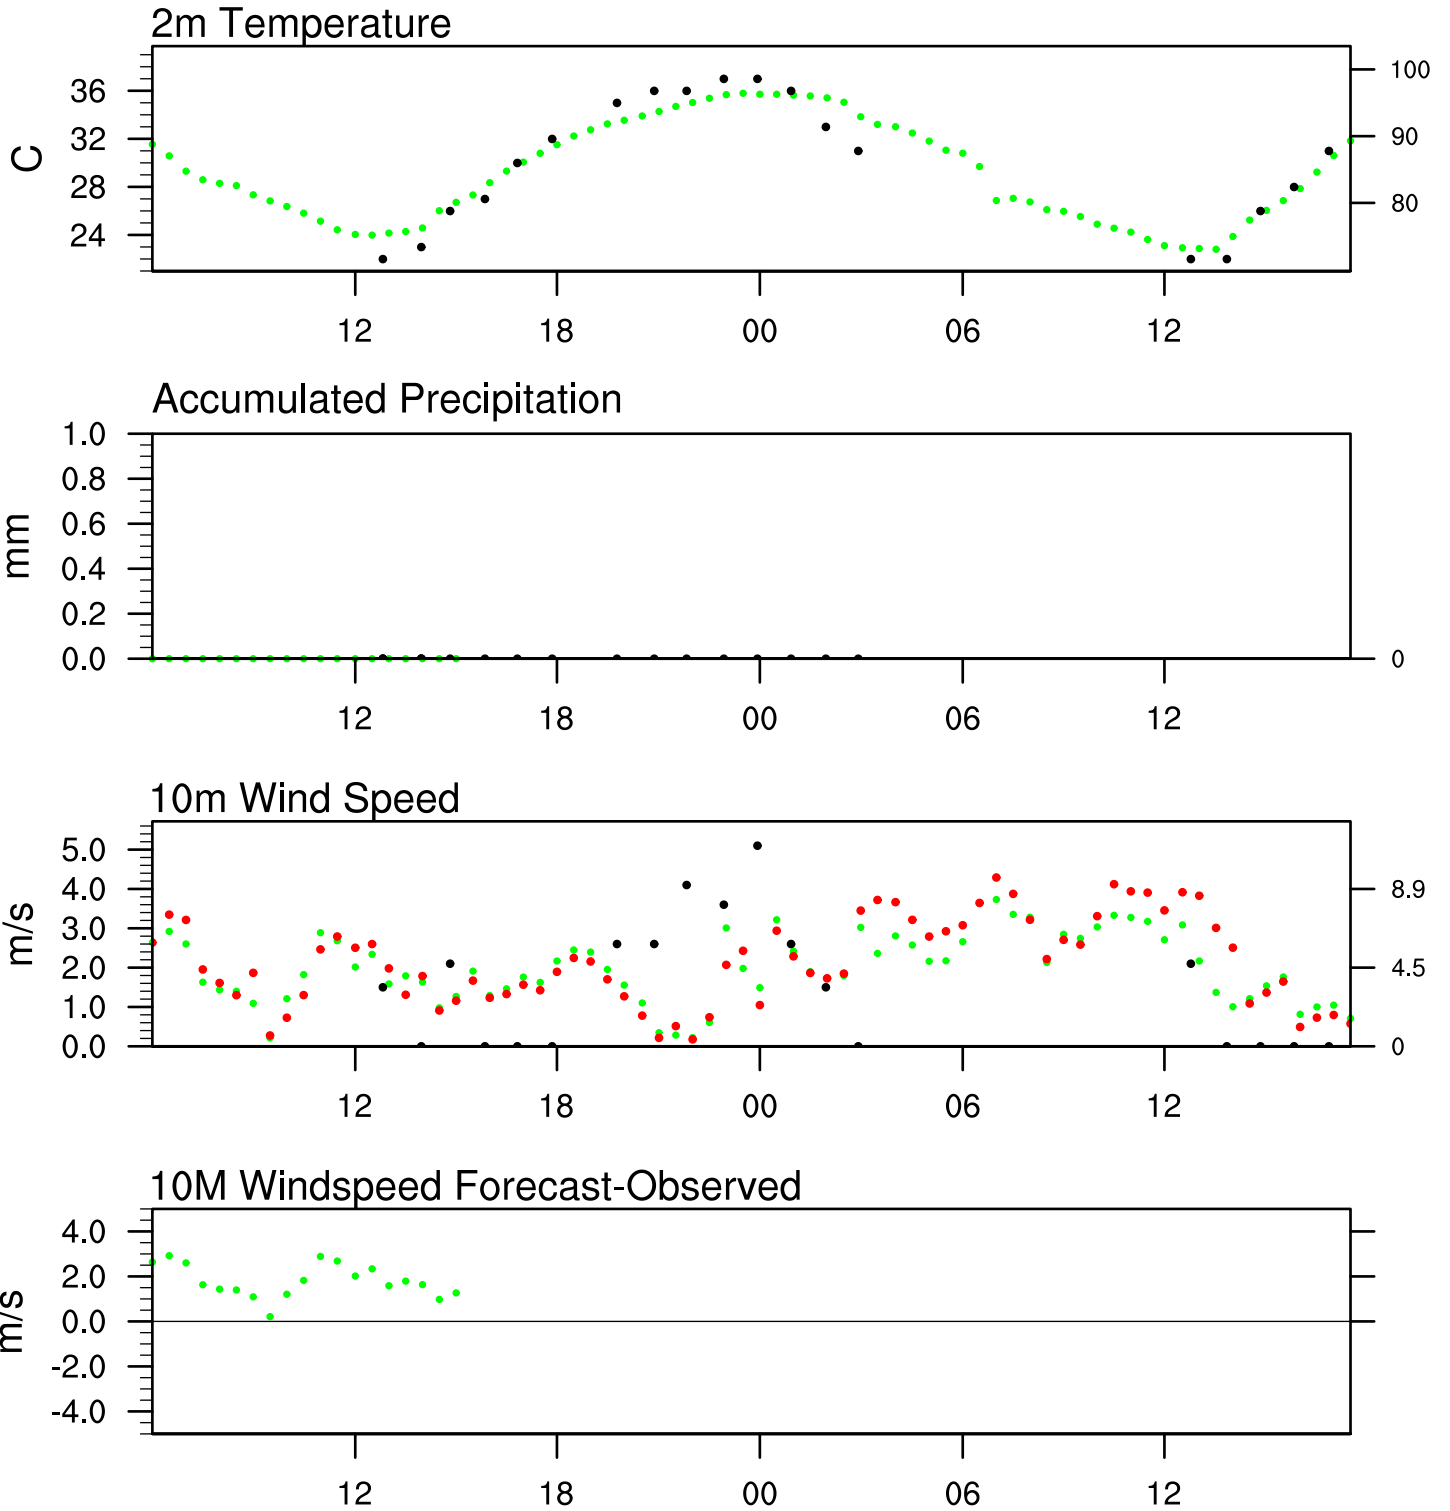 2m Temperature
C
36
32
28
24
100
90
80
12 18 00 06 12
Accumulated Precipitation
mm
1.0
0.8
0.6
0.4
0.2
0.0
0
12 18 00 06 12
10m Wind Speed
m/s
5.0
4.0
3.0
2.0
1.0
0.0
8.9
4.5
0
12 18 00 06 12
10M Windspeed Forecast-Observed
m/s
4.0
2.0
0.0
-2.0
-4.0
12 18 00 06 12